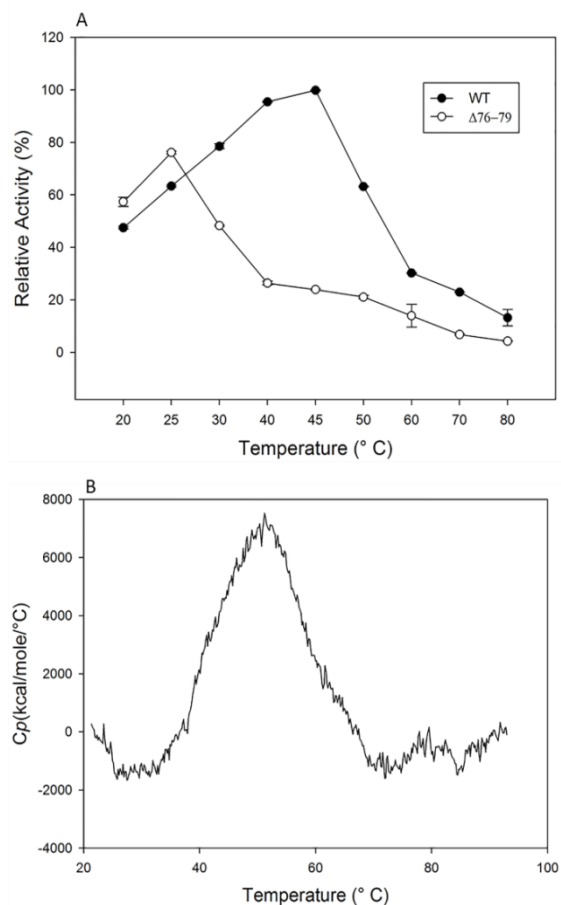 A
120
100
80
60
40
20
0
Relative Activity (%)
WT
Δ76–79
20 25 30 40 45 50 60 70 80
Temperature (° C)
B
8000
6000
4000
2000
0
-2000
-4000
Cp(kcal/mole/°C)
20 40 60 80 100
Temperature (° C)